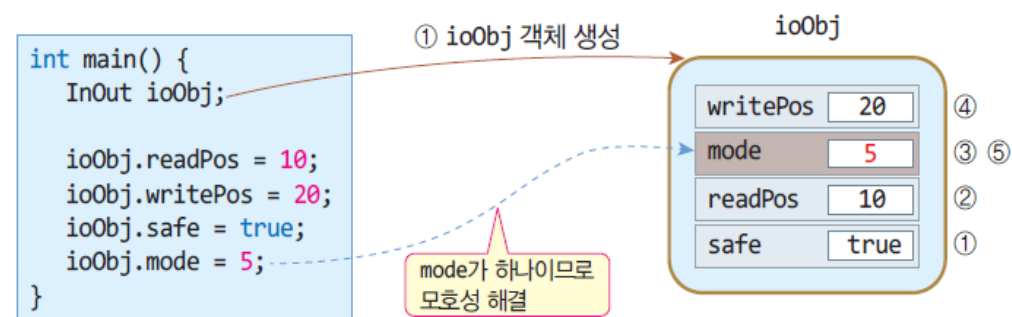 int main() {
InOut ioObj;
ioObj.readPos = 10;
ioObj.writePos = 20;
ioObj.safe = true;
ioObj.mode = 5;
}
① ioObj 객체 생성
mode가 하나이므로
모호성 해결
ioObj
writePos 20 ④
mode 5 ③ ⑤
readPos 10 ②
safe true ①